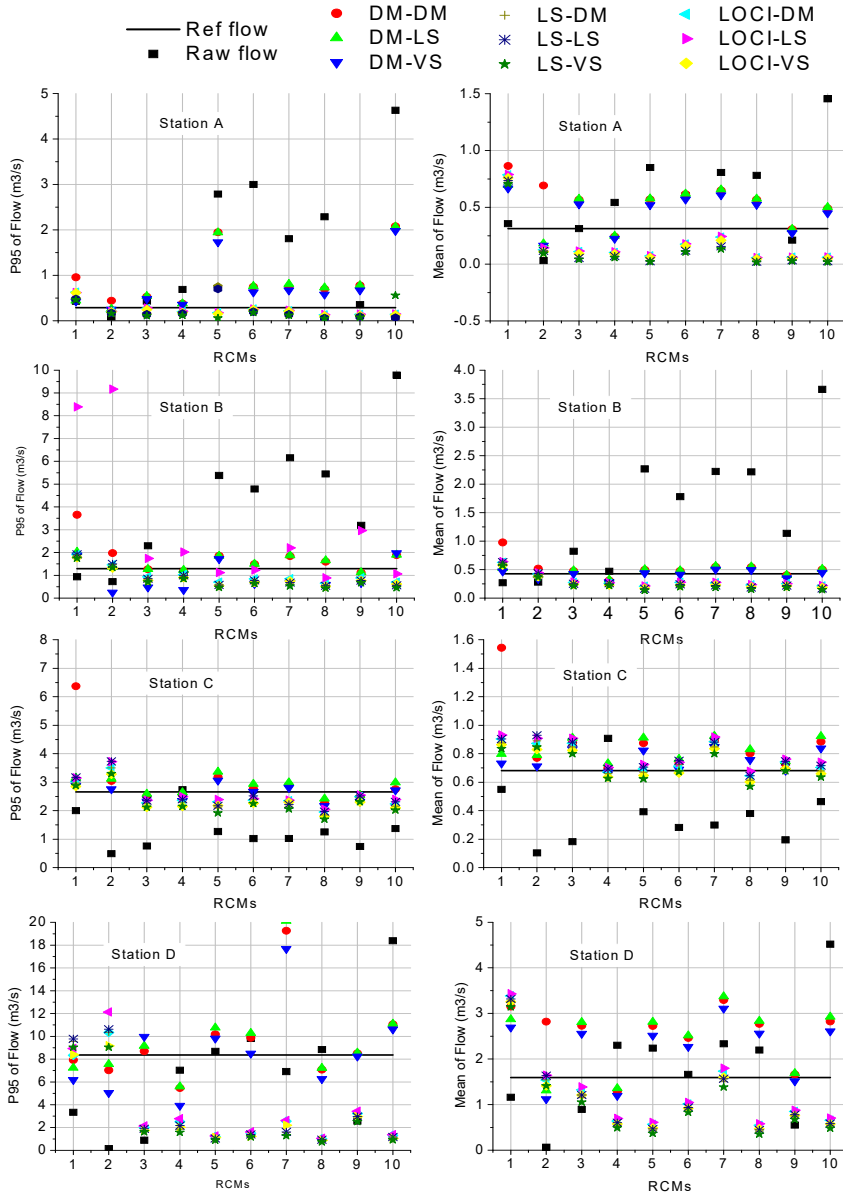 Ref flow
Raw flow
DM-DM
DM-LS
DM-VS
LS-DM
LS-LS
LS-VS
LOCI-DM
LOCI-LS
LOCI-VS
Station A
P95 of Flow (m3/s)
5
4
3
2
1
0
1 2 3 4 5 6 7 8 9 10
RCMs
Station A
Mean of Flow (m3/s)
1.5
1.0
0.5
0.0
-0.5
1 2 3 4 5 6 7 8 9 10
RCMs
Station B
P95 of Flow (m3/s)
10
9
8
7
6
5
4
3
2
1
0
1 2 3 4 5 6 7 8 9 10
RCMs
Station B
Mean of Flow (m3/s)
4.0
3.5
3.0
2.5
2.0
1.5
1.0
0.5
0.0
1 2 3 4 5 6 7 8 9 10
RCMs
Station C
P95 of Flow (m3/s)
8
7
6
5
4
3
2
1
0
1 2 3 4 5 6 7 8 9 10
RCMs
Station C
Mean of Flow (m3/s)
1.6
1.4
1.2
1.0
0.8
0.6
0.4
0.2
0.0
1 2 3 4 5 6 7 8 9 10
RCMs
Station D
P95 of Flow (m3/s)
20
18
16
14
12
10
8
6
4
2
0
1 2 3 4 5 6 7 8 9 10
RCMs
Station D
Mean of Flow (m3/s)
5
4
3
2
1
0
1 2 3 4 5 6 7 8 9 10
RCMs